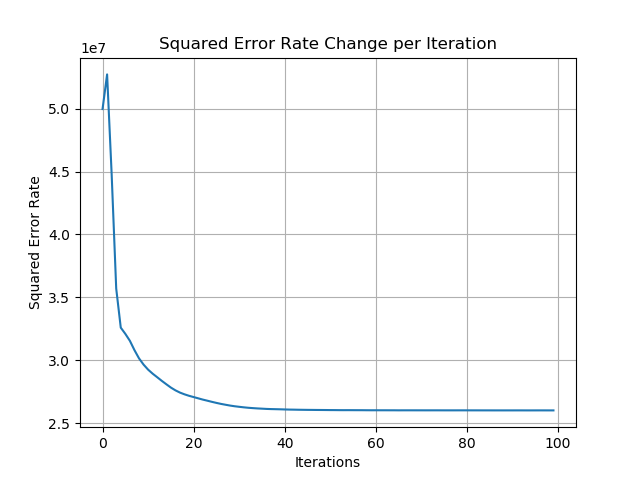 Squared Error Rate Change per Iteration
1e7
5.0
4.5
4.0
3.5
3.0
2.5
Squared Error Rate
0 20 40 60 80 100
Iterations